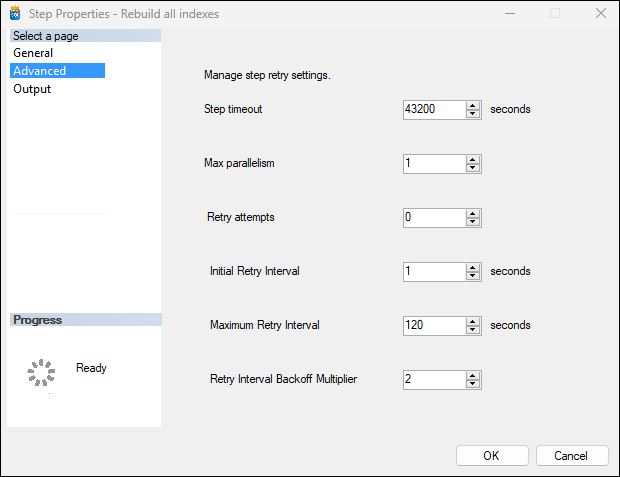 Step Properties - Rebuild all indexes
Select a page
General
Advanced
Output
Manage step retry settings.
Step timeout 43200 seconds
Max parallelism 1
Retry attempts 0
Initial Retry Interval 1 seconds
Maximum Retry Interval 120 seconds
Retry Interval Backoff Multiplier 2
Progress
Ready
OK Cancel